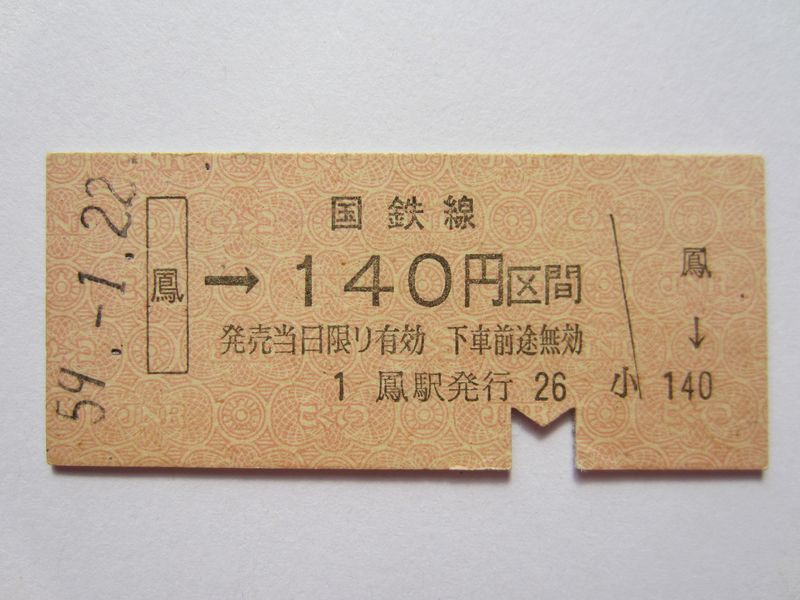 59.-1.22
国鉄線
鳳→140円区間
発売当日限り有効 下車前途無効
1 鳳駅発行 26
小
鳳
↓
140